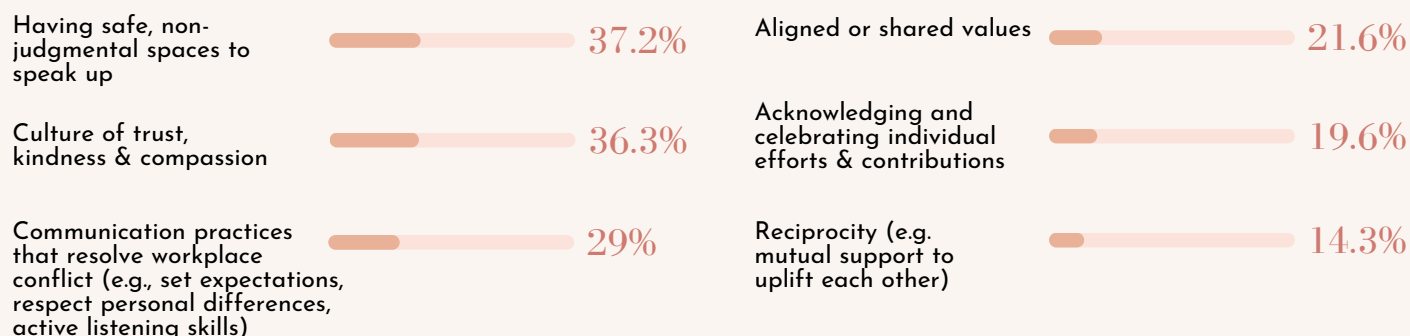 Having safe, non-
judgmental spaces to
speak up
37.2%
Culture of trust,
kindness & compassion
36.3%
Communication practices
that resolve workplace
conflict (e.g., set expectations,
respect personal differences,
active listening skills)
29%
Aligned or shared values
21.6%
Acknowledging and
celebrating individual
efforts & contributions
19.6%
Reciprocity (e.g.
mutual support to
uplift each other)
14.3%